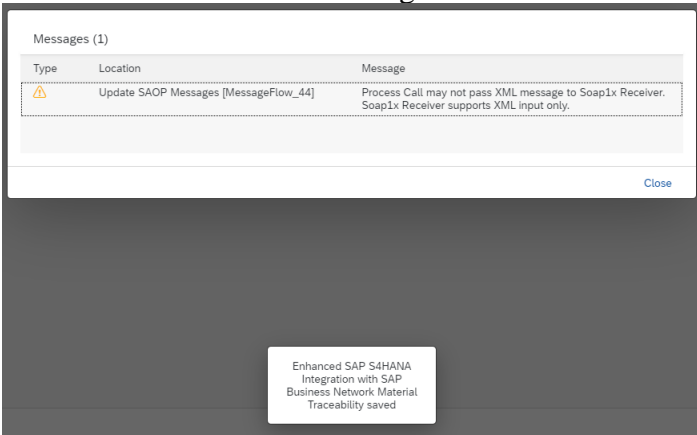 Messages (1)
Type Location Message
Update SAOP Messages [MessageFlow_44] Process Call may not pass XML message to Soap1x Receiver.
Soap1x Receiver supports XML input only.
Close
Enhanced SAP S4HANA
Integration with SAP
Business Network Material
Traceability saved